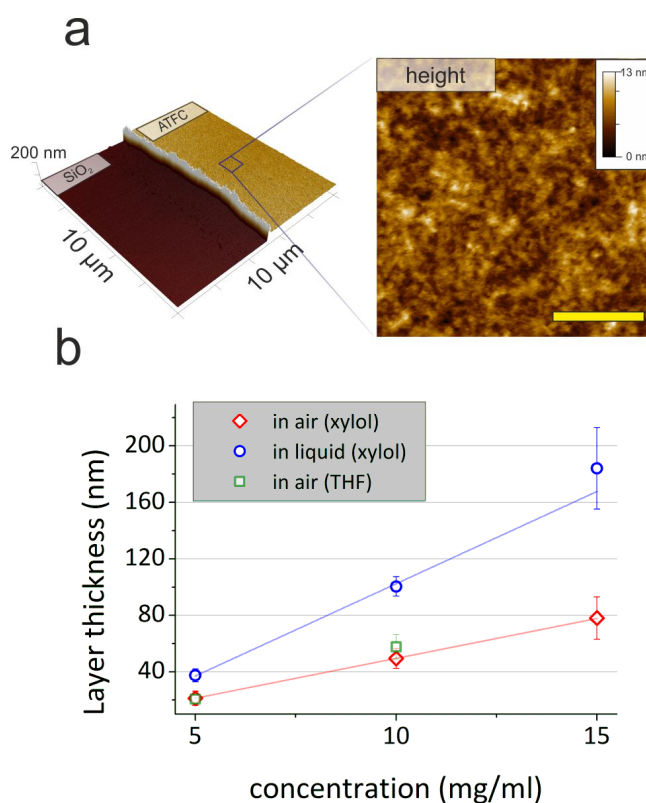 a
height
13 nm
0 nm
ATFC
200 nm
SiO₂
10 µm
10 µm
b
in air (xylol)
in liquid (xylol)
in air (THF)
Layer thickness (nm)
200
160
120
80
40
5
10
15
concentration (mg/ml)